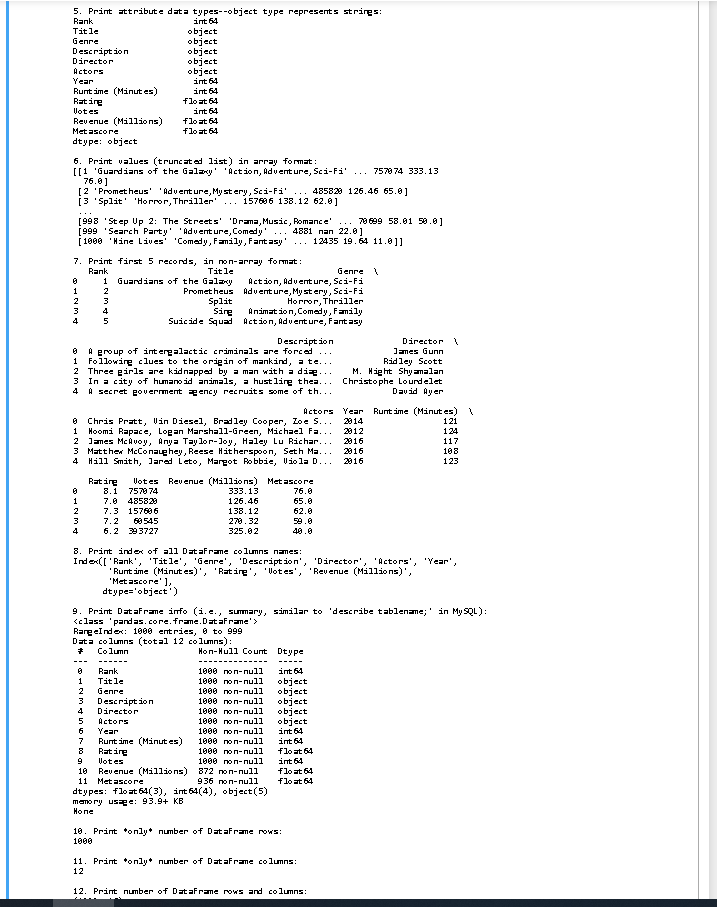 5. Print attribute data types--object type represents strings:
Rank                    int64
Title                  object
Genre                  object
Description            object
Director               object
Actors                 object
Year                    int64
Runtime (Minutes)       int64
Rating                float64
Votes                   int64
Revenue (Millions)    float64
Metascore             float64
dtype: object
6. Print values (truncated list) in array format:
[[1 'Guardians of the Galaxy' 'Action,Adventure,Sci-Fi' ... 757074 333.13
  76.0]
 [2 'Prometheus' 'Adventure,Mystery,Sci-Fi' ... 485820 126.46 65.0]
 [3 'Split' 'Horror,Thriller' ... 157606 138.12 62.0]
 ...
 [998 'Step Up 2: The Streets' 'Drama,Music,Romance' ... 70699 58.01 50.0]
 [999 'Search Party' 'Adventure,Comedy' ... 4881 nan 22.0]
 [1000 'Nine Lives' 'Comedy,Family,Fantasy' ... 12435 19.64 11.0]]
7. Print first 5 records, in non-array format:
   Rank                    Title                     Genre  \
0     1  Guardians of the Galaxy   Action,Adventure,Sci-Fi
1     2               Prometheus  Adventure,Mystery,Sci-Fi
2     3                    Split           Horror,Thriller
3     4                     Sing   Animation,Comedy,Family
4     5            Suicide Squad  Action,Adventure,Fantasy
                                         Description              Director  \
0  A group of intergalactic criminals are forced ...            James Gunn
1  Following clues to the origin of mankind, a te...          Ridley Scott
2  Three girls are kidnapped by a man with a diag...    M. Night Shyamalan
3  In a city of humanoid animals, a hustling thea...  Christophe Lourdelet
4  A secret government agency recruits some of th...            David Ayer
                                              Actors  Year  Runtime (Minutes)  \
0  Chris Pratt, Vin Diesel, Bradley Cooper, Zoe S...  2014                121
1  Noomi Rapace, Logan Marshall-Green, Michael Fa...  2012                124
2  James McAvoy, Anya Taylor-Joy, Haley Lu Richar...  2016                117
3  Matthew McConaughey,Reese Witherspoon, Seth Ma...  2016                108
4  Will Smith, Jared Leto, Margot Robbie, Viola D...  2016                123
   Rating   Votes  Revenue (Millions)  Metascore
0     8.1  757074              333.13       76.0
1     7.0  485820              126.46       65.0
2     7.3  157606              138.12       62.0
3     7.2   60545              270.32       59.0
4     6.2  393727              325.02       40.0
8. Print index of all DataFrame columns names:
Index(['Rank', 'Title', 'Genre', 'Description', 'Director', 'Actors', 'Year',
       'Runtime (Minutes)', 'Rating', 'Votes', 'Revenue (Millions)',
       'Metascore'],
      dtype='object')
9. Print DataFrame info (i.e., summary, similar to 'describe tablename;' in MySQL):
<class 'pandas.core.frame.DataFrame'>
RangeIndex: 1000 entries, 0 to 999
Data columns (total 12 columns):
 #   Column              Non-Null Count  Dtype
---  ------              --------------  -----
 0   Rank                1000 non-null   int64
 1   Title               1000 non-null   object
 2   Genre               1000 non-null   object
 3   Description         1000 non-null   object
 4   Director            1000 non-null   object
 5   Actors              1000 non-null   object
 6   Year                1000 non-null   int64
 7   Runtime (Minutes)   1000 non-null   int64
 8   Rating              1000 non-null   float64
 9   Votes               1000 non-null   int64
 10  Revenue (Millions)  872 non-null    float64
 11  Metascore           936 non-null    float64
dtypes: float64(3), int64(4), object(5)
memory usage: 93.9+ KB
None
10. Print *only* number of DataFrame rows:
1000
11. Print *only* number of DataFrame columns:
12
12. Print number of DataFrame rows and columns: